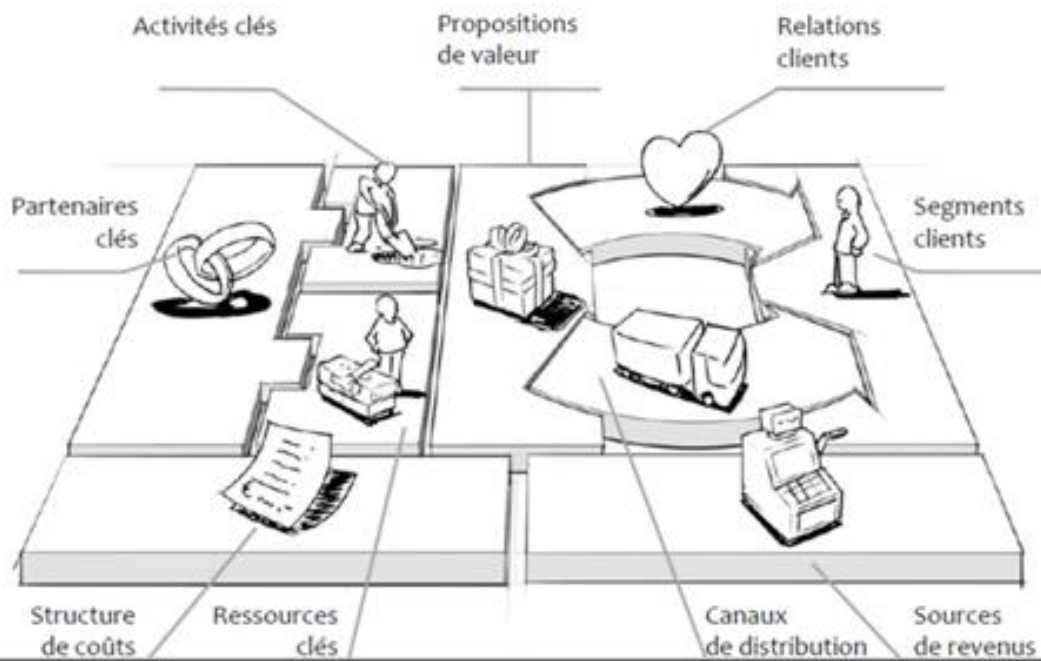 Activités clés
Propositions
de valeur
Relations
clients
Partenaires
clés
Segments
clients
Structure
de coûts
Ressources
clés
Canaux
de distribution
Sources
de revenus